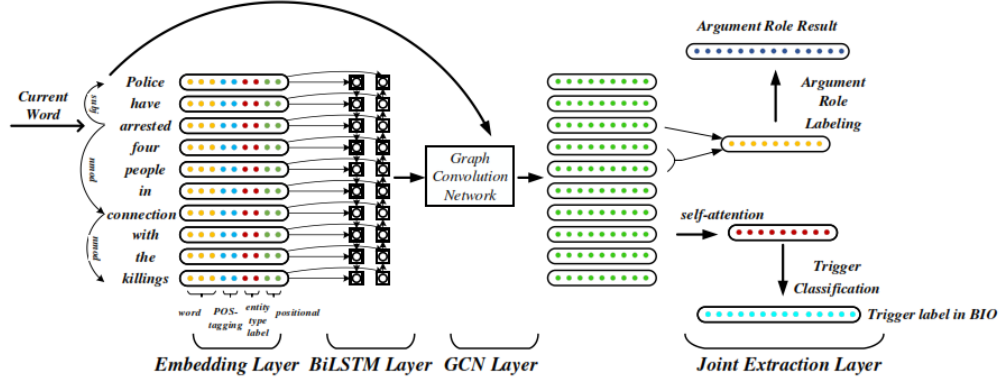 Argument Role Result
Current
Word
subj
nmod
nmod
Police
have
arrested
four
people
in
connection
with
the
killings
word
POS-
tagging
entity
type
label
positional
Graph
Convolution
Network
Argument
Role
Labeling
self-attention
Trigger
Classification
Trigger label in BIO
Embedding Layer
BiLSTM Layer
GCN Layer
Joint Extraction Layer